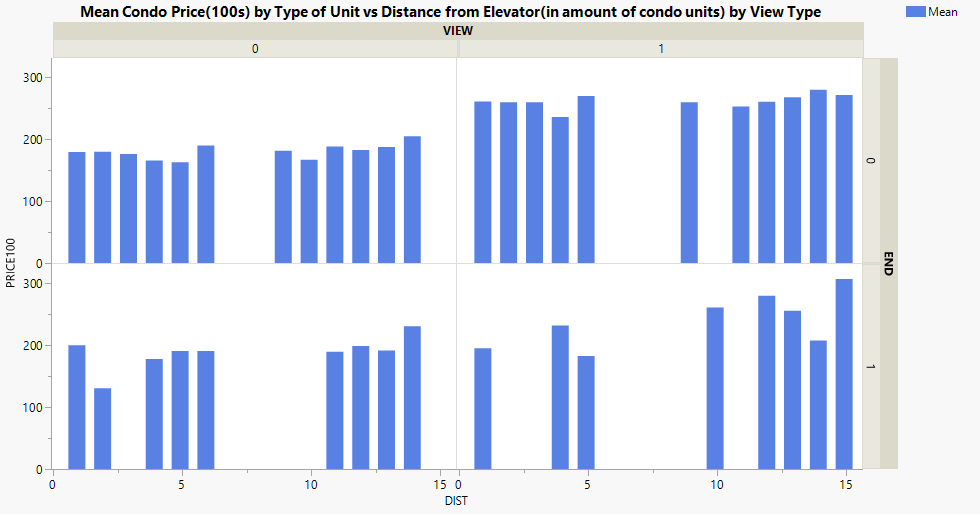 Mean Condo Price(100s) by Type of Unit vs Distance from Elevator(in amount of condo units) by View Type
Mean
VIEW
0 1
300
200
100
0
0
PRICE100
END
300
200
100
0
1
0 5 10 15 0 5 10 15
DIST